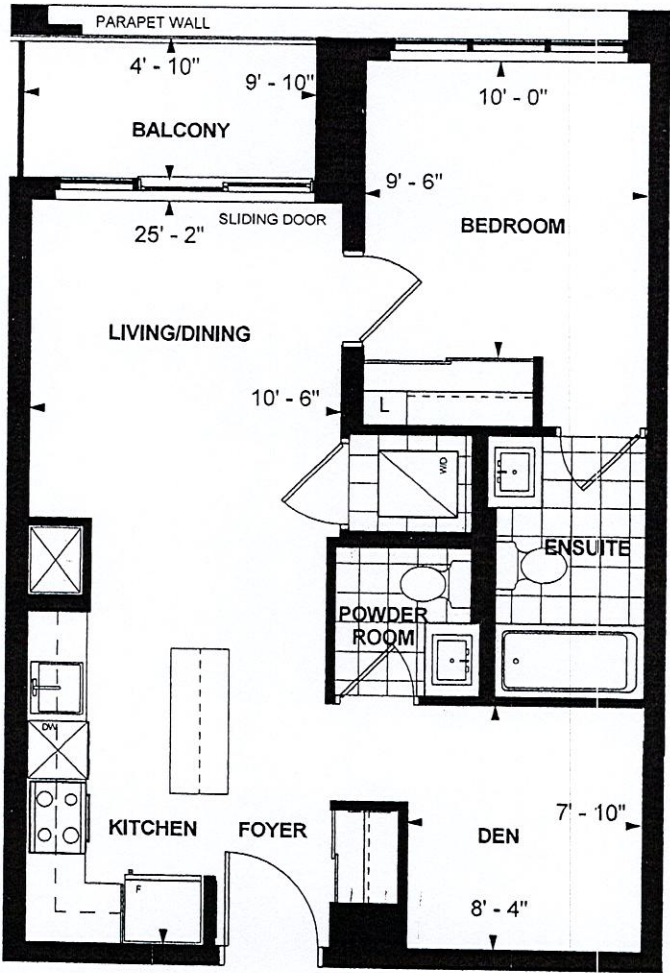 PARAPET WALL
4' - 10"
9' - 10"
BALCONY
10' - 0"
9' - 6"
SLIDING DOOR
25' - 2"
BEDROOM
LIVING/DINING
10' - 6"
L
W/D
ENSUITE
POWDER
ROOM
DW
7' - 10"
KITCHEN
FOYER
DEN
F
8' - 4"